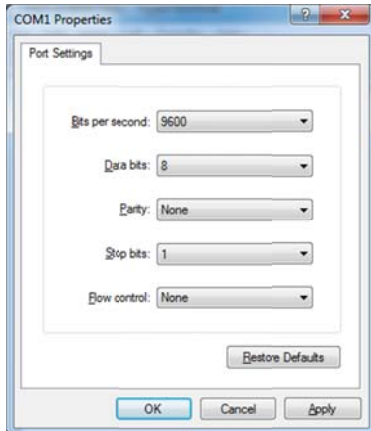 COM1 Properties
Port Settings
Bits per second: 9600
Data bits: 8
Parity: None
Stop bits: 1
Flow control: None
Restore Defaults
OK Cancel Apply